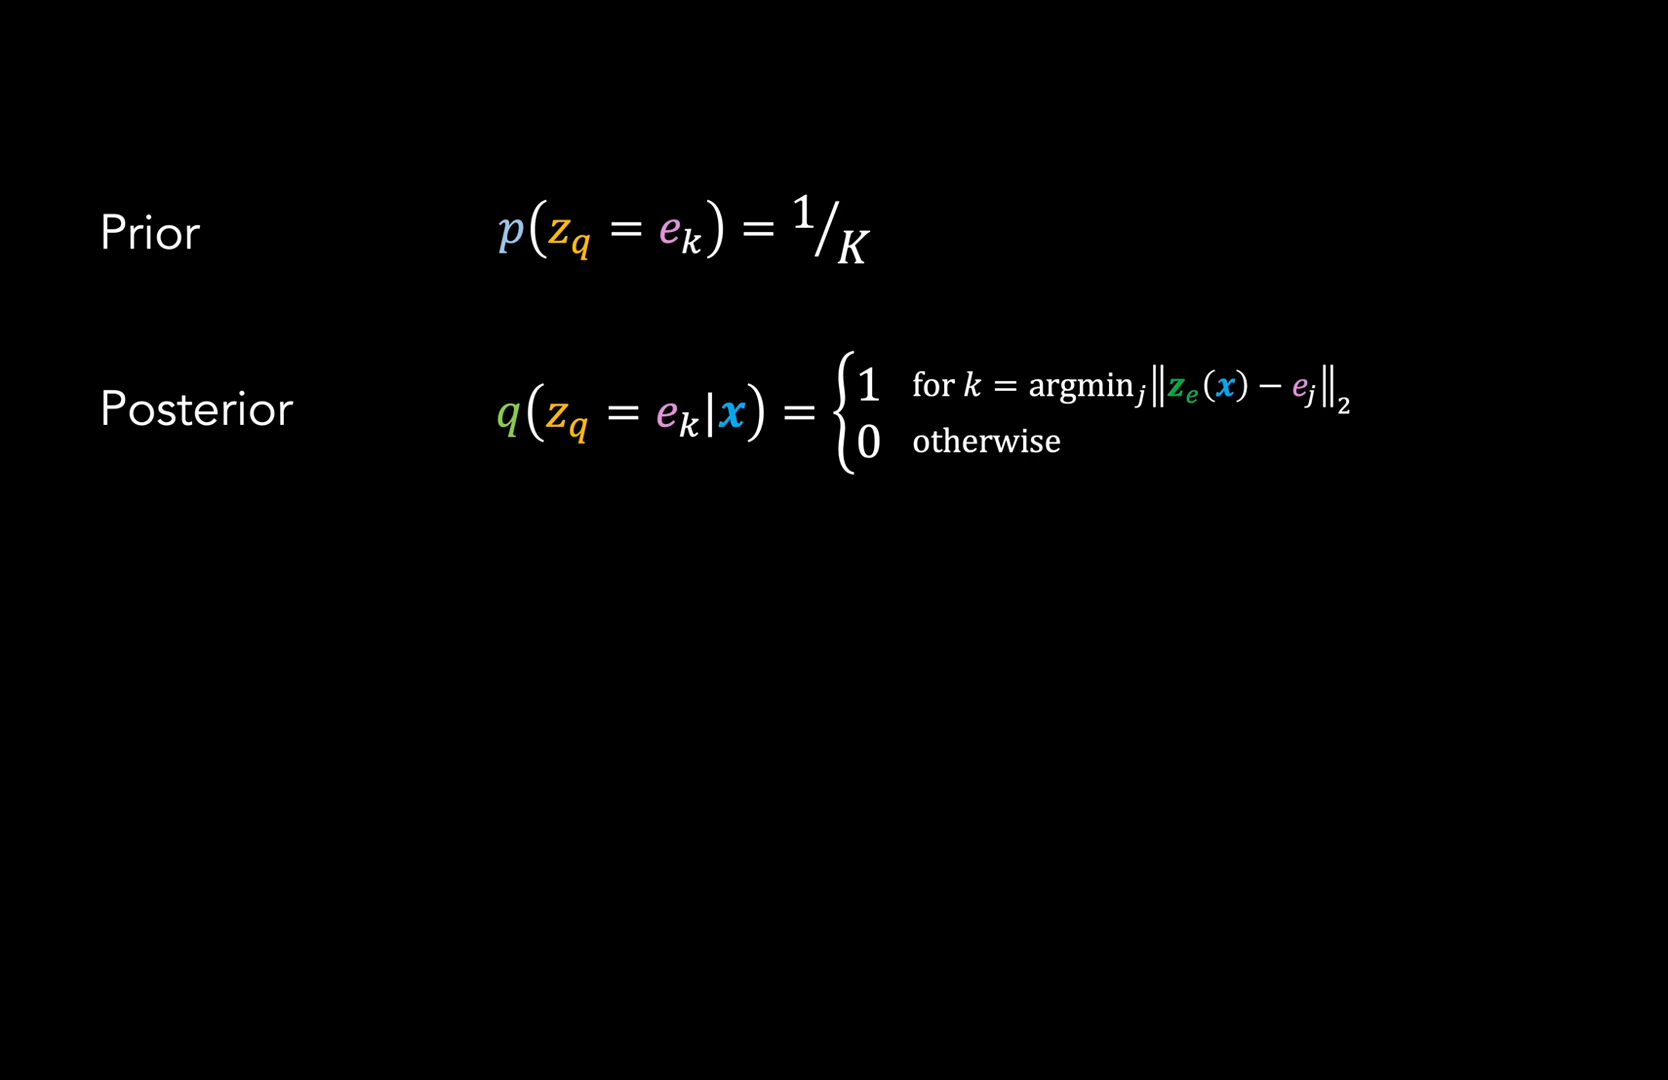 Prior p(z_q = e_k) = 1/K
Posterior q(z_q = e_k|x) = { 1 for k = argmin_j ‖z_e(x) − e_j‖_2
0 otherwise